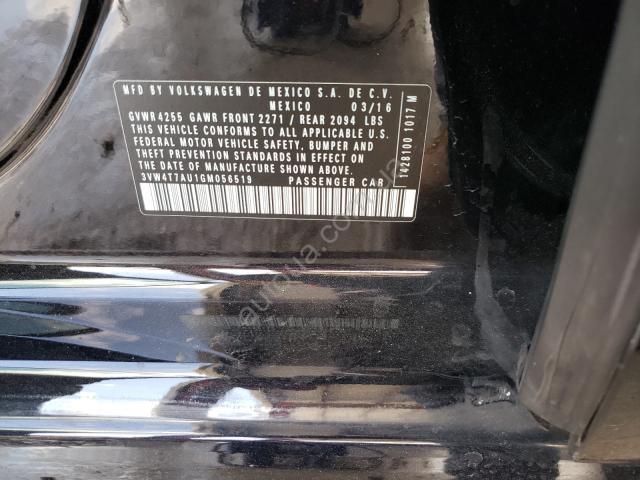 MFD BY VOLKSWAGEN DE MEXICO S.A. DE C.V.
MEXICO 03/16
GVWR 4255 GAWR FRONT 2271 / REAR 2094 LBS
THIS VEHICLE CONFORMS TO ALL APPLICABLE U.S.
FEDERAL MOTOR VEHICLE SAFETY, BUMPER AND
THEFT PREVENTION STANDARDS IN EFFECT ON
THE DATE OF MANUFACTURE SHOWN ABOVE.
3VW4T7AU1GM056519 PASSENGER CAR
1428100 1017 M